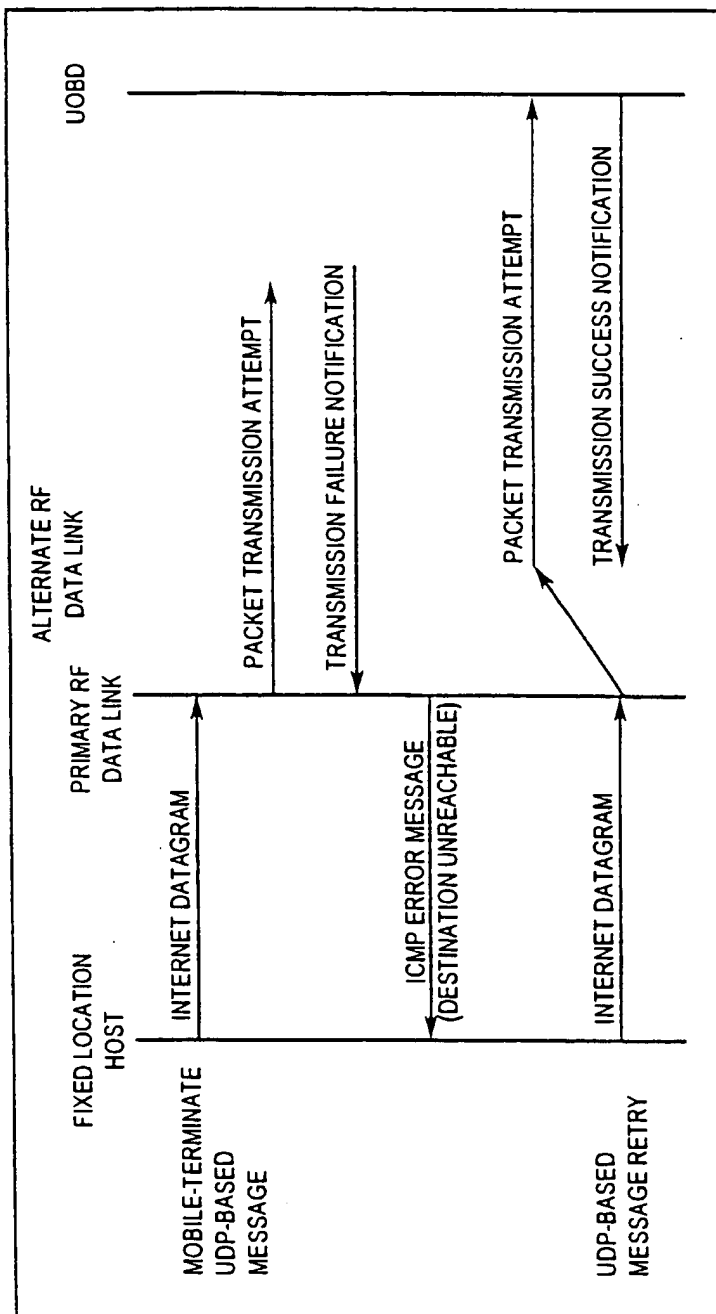 FIXED LOCATION
HOST
PRIMARY RF
DATA LINK
ALTERNATE RF
DATA LINK
UOBD
MOBILE-TERMINATE
UDP-BASED
MESSAGE
INTERNET DATAGRAM
PACKET TRANSMISSION ATTEMPT
TRANSMISSION FAILURE NOTIFICATION
ICMP ERROR MESSAGE
(DESTINATION UNREACHABLE)
UDP-BASED
MESSAGE RETRY
INTERNET DATAGRAM
PACKET TRANSMISSION ATTEMPT
TRANSMISSION SUCCESS NOTIFICATION